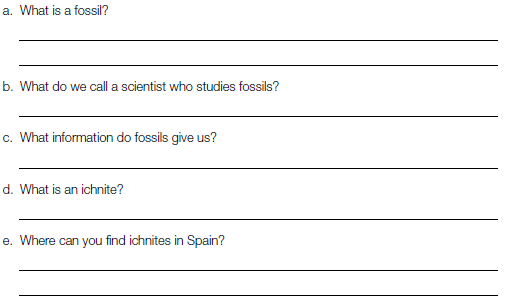 a. What is a fossil?
b. What do we call a scientist who studies fossils?
c. What information do fossils give us?
d. What is an ichnite?
e. Where can you find ichnites in Spain?